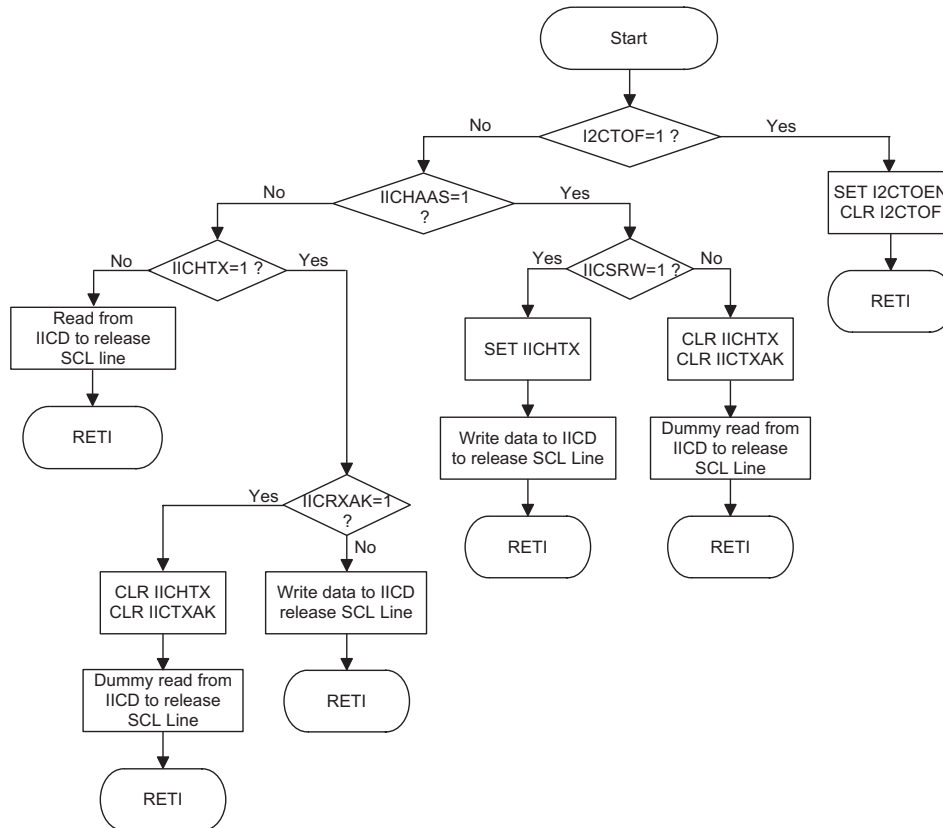 Start
I2CTOF=1 ?
No
Yes
SET I2CTOEN
CLR I2CTOF
RETI
IICHAAS=1
?
No
Yes
IICHTX=1 ?
No
Yes
IICSRW=1 ?
Yes
No
Read from
IICD to release
SCL line
RETI
SET IICHTX
CLR IICHTX
CLR IICTXAK
Write data to IICD
to release SCL Line
Dummy read from
IICD to release
SCL Line
RETI
RETI
IICRXAK=1
?
Yes
No
CLR IICHTX
CLR IICTXAK
Write data to IICD
release SCL Line
Dummy read from
IICD to release
SCL Line
RETI
RETI